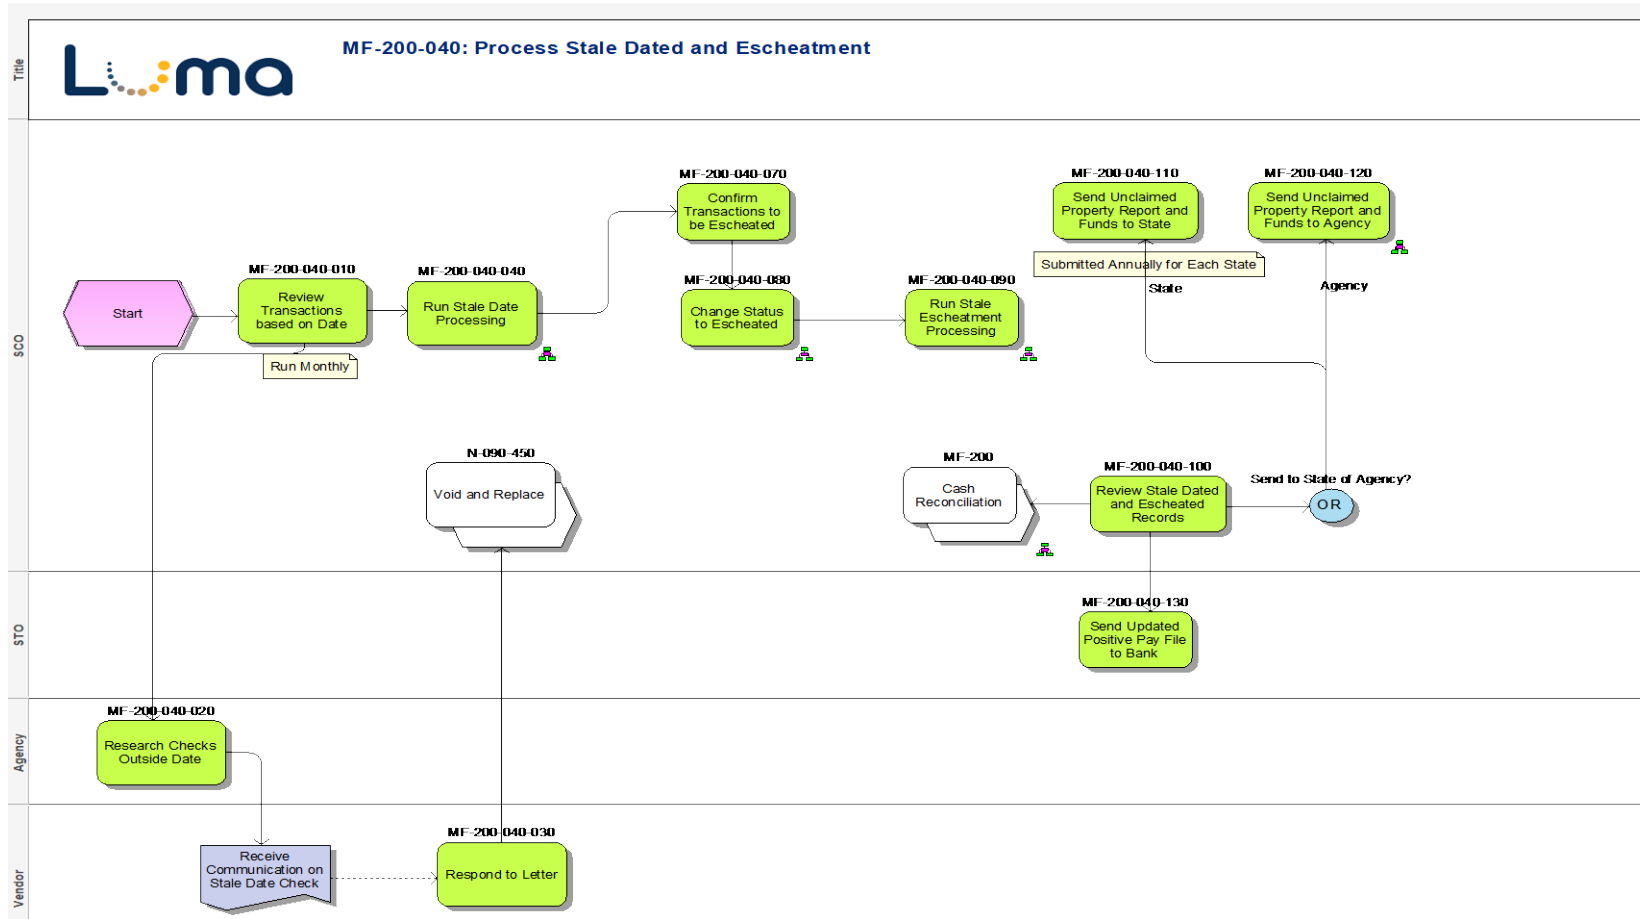 Title
Luma
MF-200-040: Process Stale Dated and Escheatment
SCO
Start
MF-200-040-010
Review
Transactions
based on Date
Run Monthly
MF-200-040-040
Run Stale Date
Processing
MF-200-040-070
Confirm
Transactions to
be Escheated
MF-200-040-080
Change Status
to Escheated
MF-200-040-090
Run Stale
Escheatment
Processing
MF-200-040-110
Send Unclaimed
Property Report and
Funds to State
Submitted Annually for Each State
State
MF-200-040-120
Send Unclaimed
Property Report and
Funds to Agency
Agency
N-090-450
Void and Replace
MF-200
Cash
Reconciliation
MF-200-040-100
Review Stale Dated
and Escheated
Records
Send to State of Agency?
OR
STO
MF-200-040-130
Send Updated
Positive Pay File
to Bank
Agency
MF-200-040-020
Research Checks
Outside Date
Vendor
Receive
Communication on
Stale Date Check
MF-200-040-030
Respond to Letter